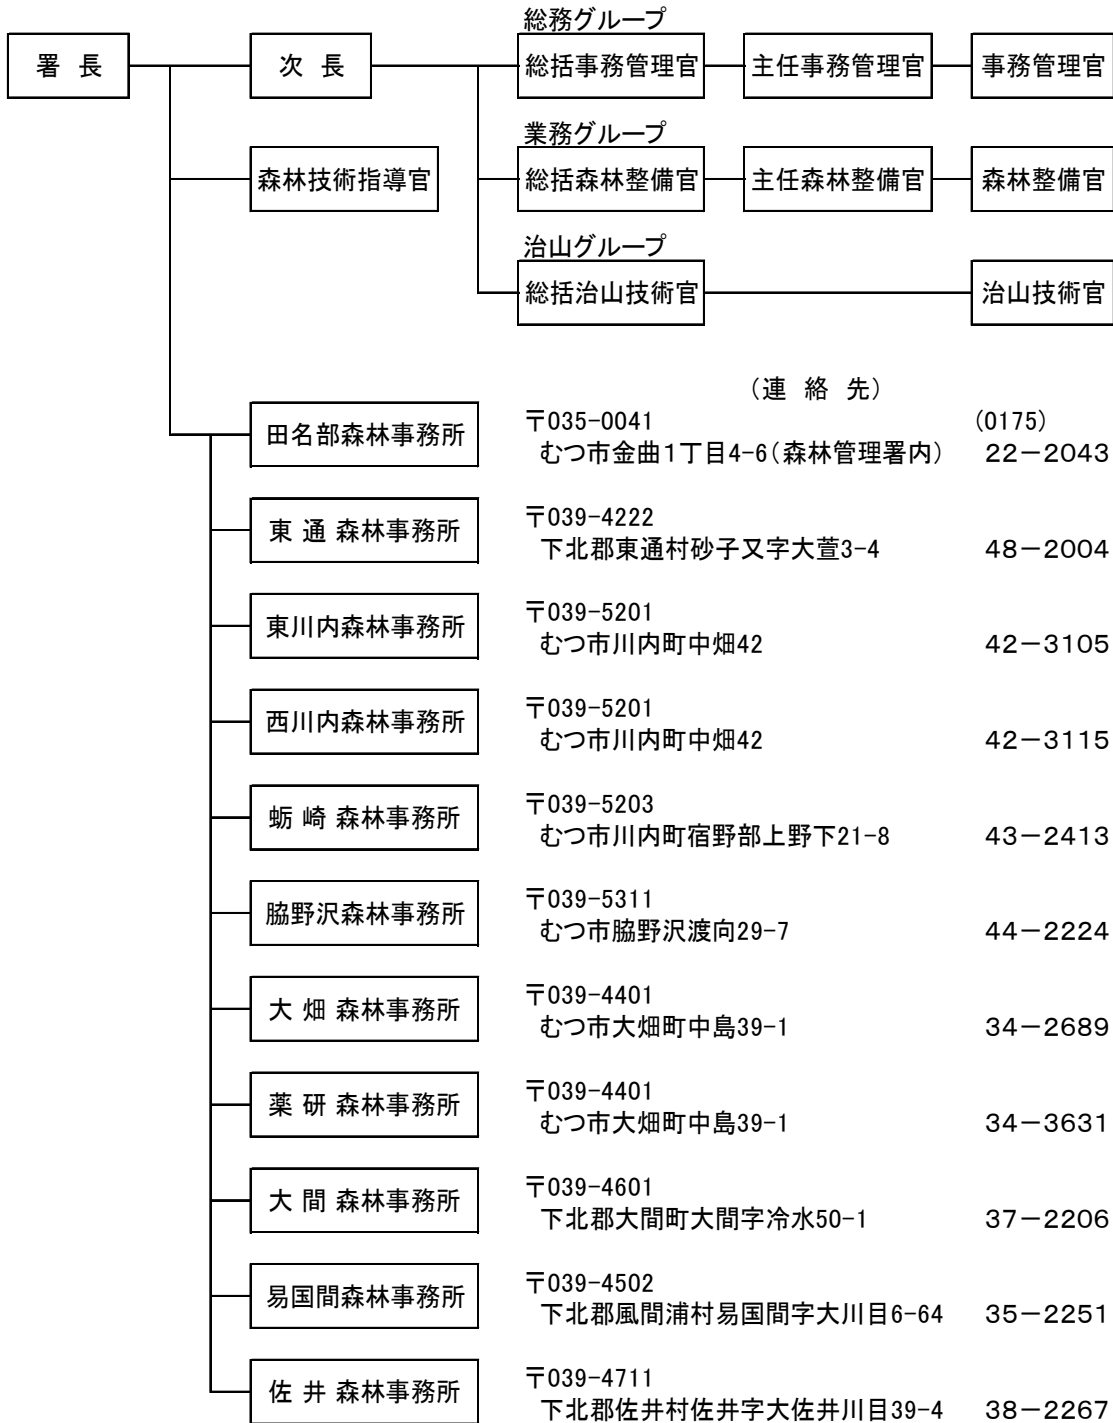 総務グループ
署 長 次 長 総括事務管理官 主任事務管理官 事務管理官
業務グループ
森林技術指導官 総括森林整備官 主任森林整備官 森林整備官
治山グループ
総括治山技術官 治山技術官
（連 絡 先）
田名部森林事務所 〒035-0041 (0175)
むつ市金曲1丁目4-6（森林管理署内） 22－2043
東 通 森林事務所 〒039-4222
下北郡東通村砂子又字大萱3-4 48－2004
東川内森林事務所 〒039-5201
むつ市川内町中畑42 42－3105
西川内森林事務所 〒039-5201
むつ市川内町中畑42 42－3115
蛎 崎 森林事務所 〒039-5203
むつ市川内町宿野部上野下21-8 43－2413
脇野沢森林事務所 〒039-5311
むつ市脇野沢渡向29-7 44－2224
大 畑 森林事務所 〒039-4401
むつ市大畑町中島39-1 34－2689
薬 研 森林事務所 〒039-4401
むつ市大畑町中島39-1 34－3631
大 間 森林事務所 〒039-4601
下北郡大間町大間字冷水50-1 37－2206
易国間森林事務所 〒039-4502
下北郡風間浦村易国間字大川目6-64 35－2251
佐 井 森林事務所 〒039-4711
下北郡佐井村佐井字大佐井川目39-4 38－2267